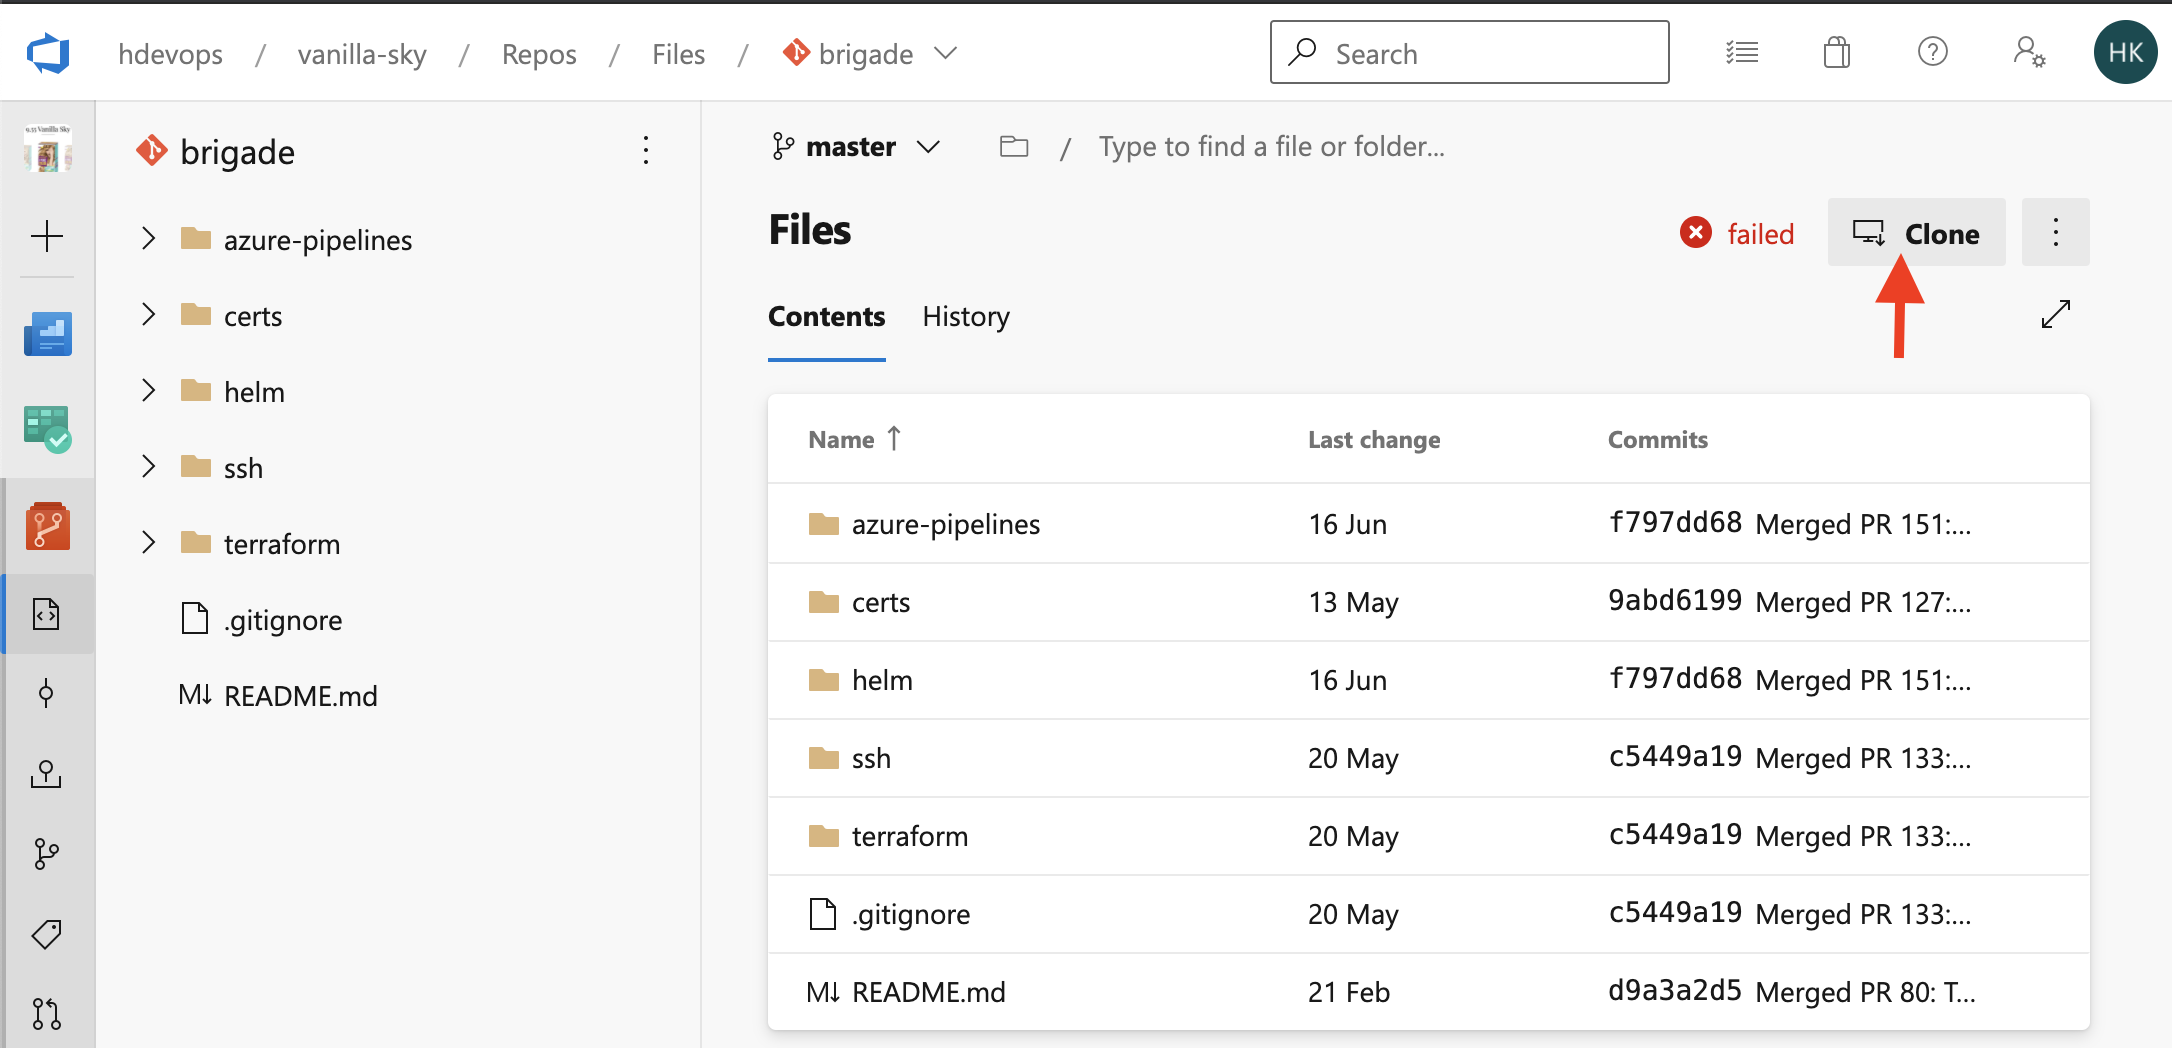 hdevops / vanilla-sky / Repos / Files / brigade
Search
HK
Vanilla Sky
brigade
azure-pipelines
certs
helm
ssh
terraform
.gitignore
M↓ README.md
master
/ Type to find a file or folder...
Files
failed
Clone
Contents
History
Name ↑ Last change Commits
azure-pipelines 16 Jun f797dd68 Merged PR 151:...
certs 13 May 9abd6199 Merged PR 127:...
helm 16 Jun f797dd68 Merged PR 151:...
ssh 20 May c5449a19 Merged PR 133:...
terraform 20 May c5449a19 Merged PR 133:...
.gitignore 20 May c5449a19 Merged PR 133:...
M↓ README.md 21 Feb d9a3a2d5 Merged PR 80: T...